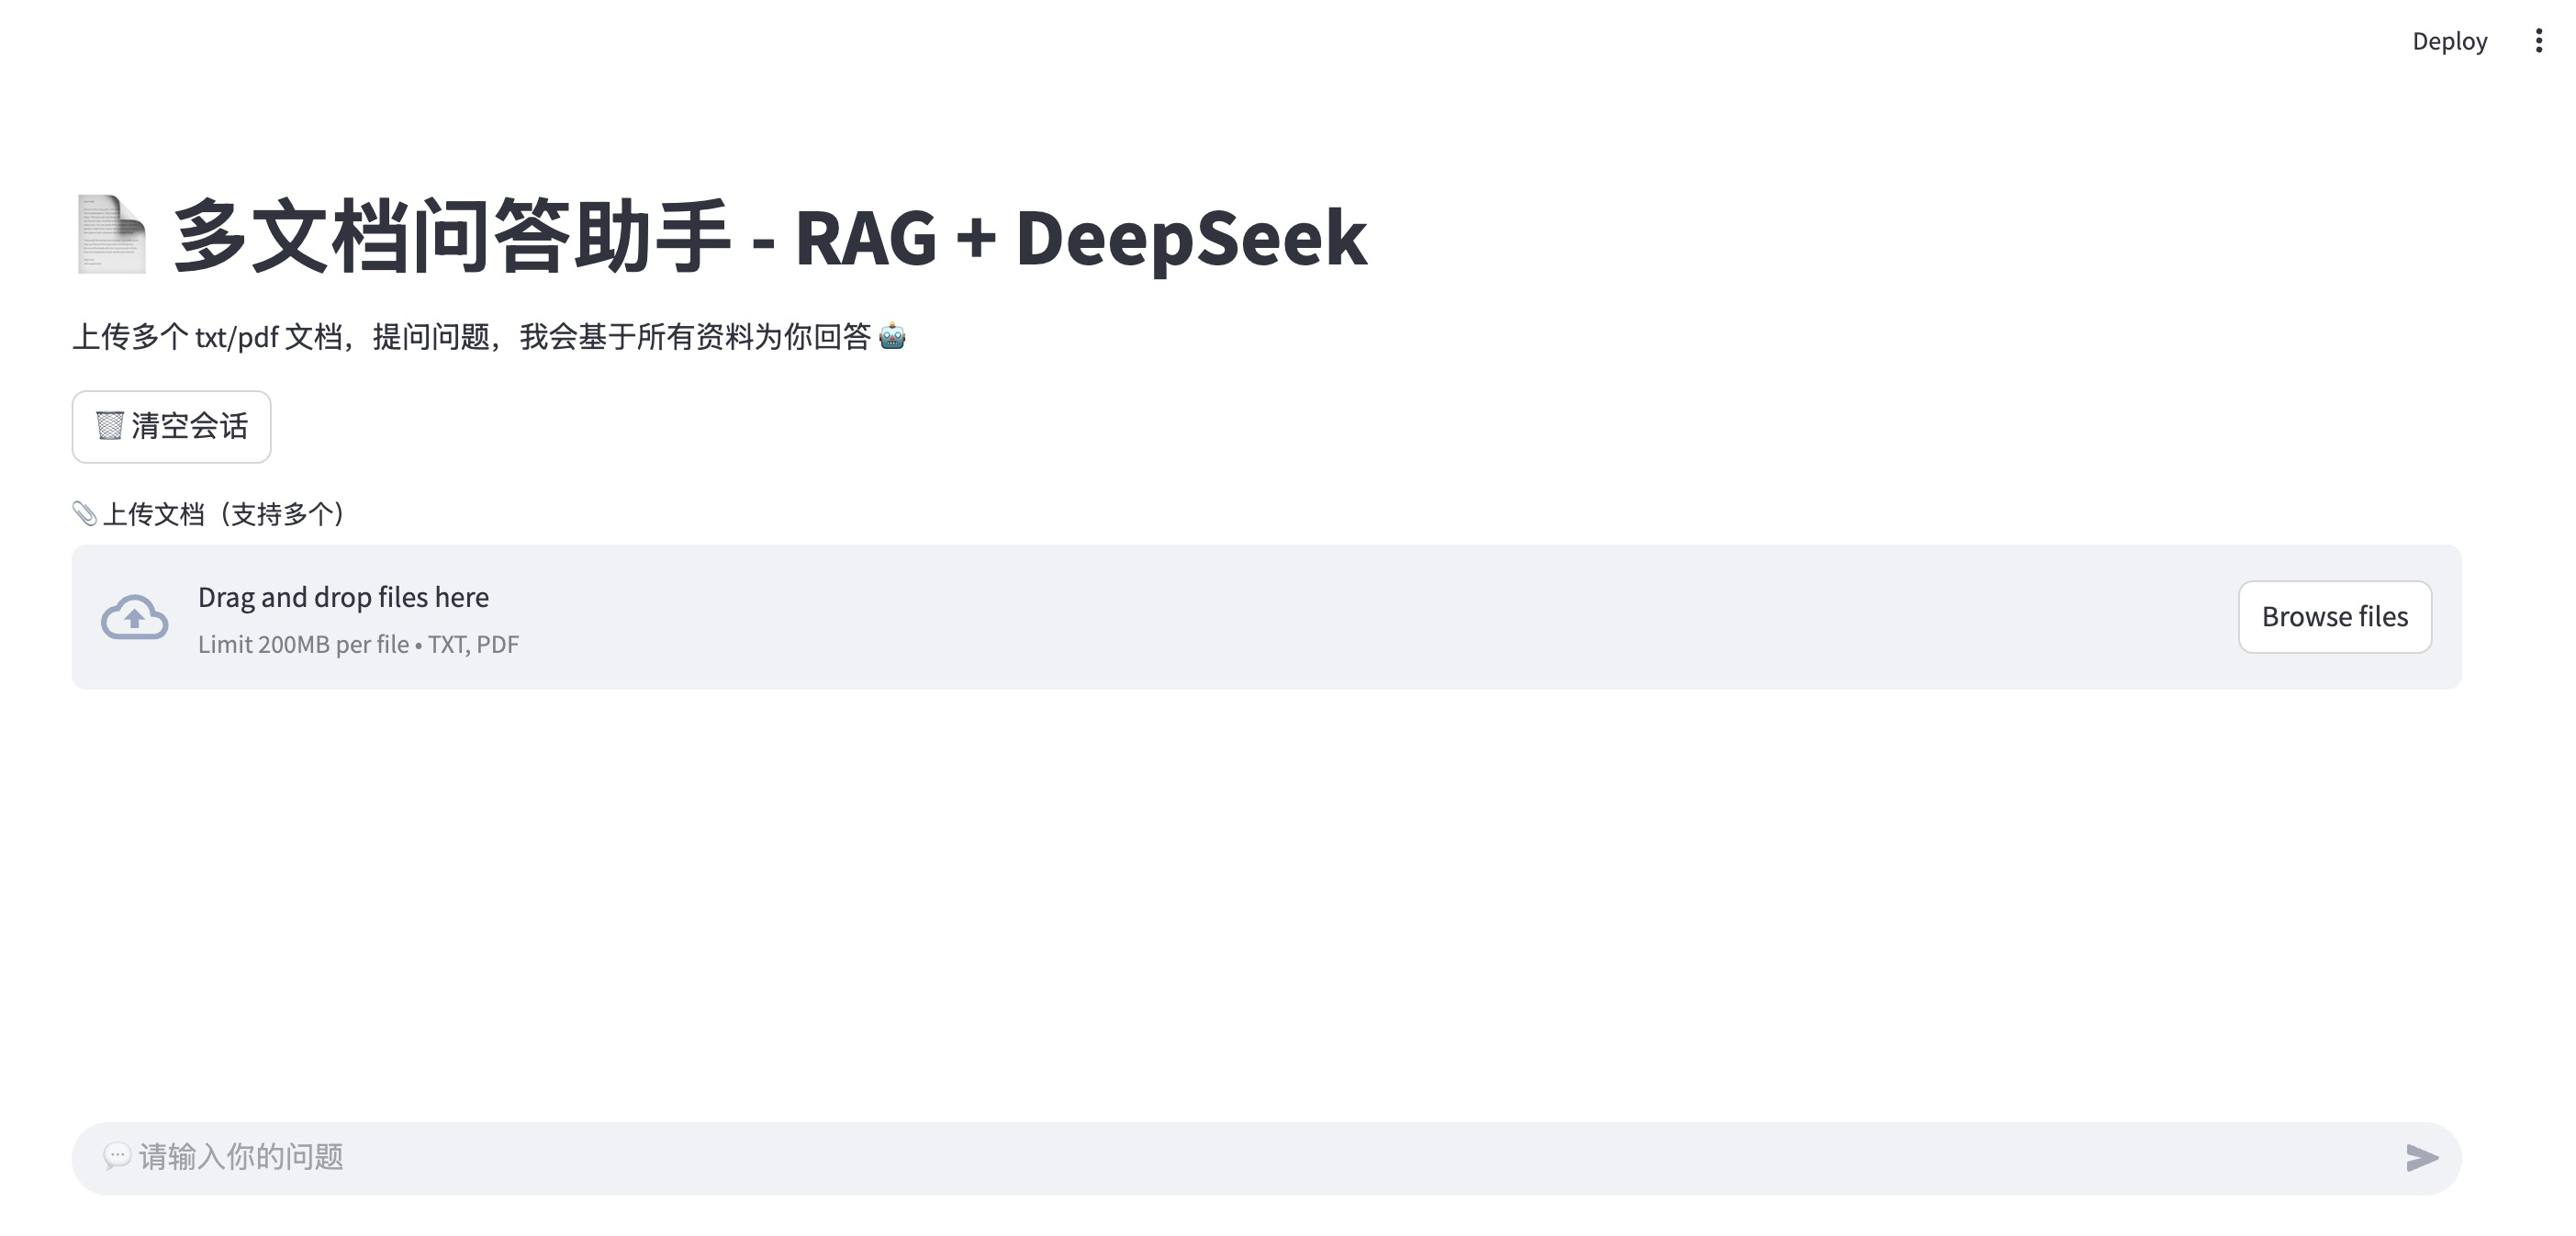 Deploy
📄 多文档问答助手 - RAG + DeepSeek
上传多个 txt/pdf 文档，提问问题，我会基于所有资料为你回答 🤖
🗑️ 清空会话
📎 上传文档（支持多个）
Drag and drop files here
Limit 200MB per file • TXT, PDF
Browse files
💬 请输入你的问题